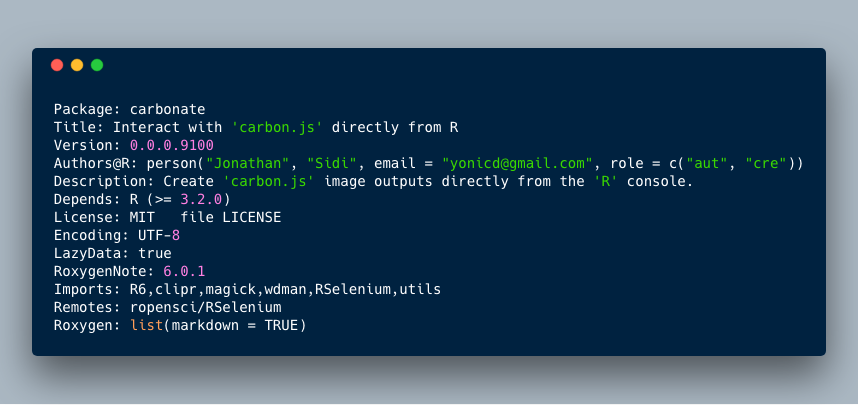 Package: carbonate
Title: Interact with 'carbon.js' directly from R
Version: 0.0.0.9100
Authors@R: person("Jonathan", "Sidi", email = "yonicd@gmail.com", role = c("aut", "cre"))
Description: Create 'carbon.js' image outputs directly from the 'R' console.
Depends: R (>= 3.2.0)
License: MIT   file LICENSE
Encoding: UTF-8
LazyData: true
RoxygenNote: 6.0.1
Imports: R6,clipr,magick,wdman,RSelenium,utils
Remotes: ropensci/RSelenium
Roxygen: list(markdown = TRUE)